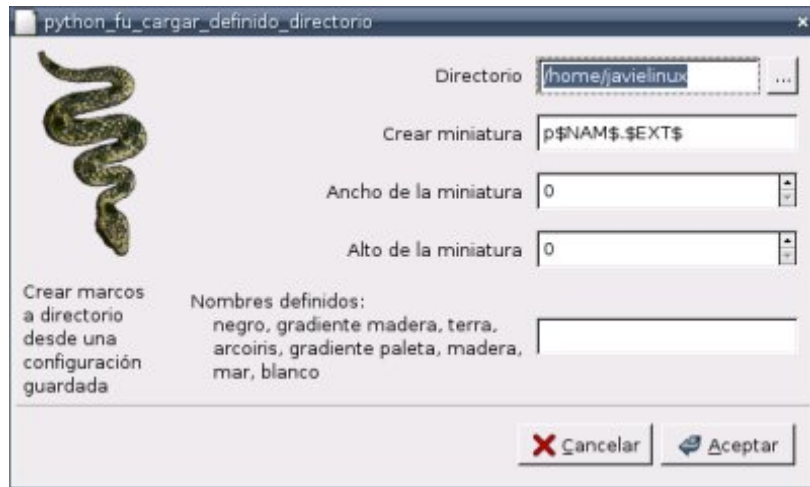 python_fu_cargar_definido_directorio
Directorio
/home/javielinux
...
Crear miniatura
p$NAM$.$EXT$
Ancho de la miniatura
0
Alto de la miniatura
0
Crear marcos
a directorio
desde una
configuración
guardada
Nombres definidos:
negro, gradiente madera, terra,
arcoiris, gradiente paleta, madera,
mar, blanco
Cancelar
Aceptar